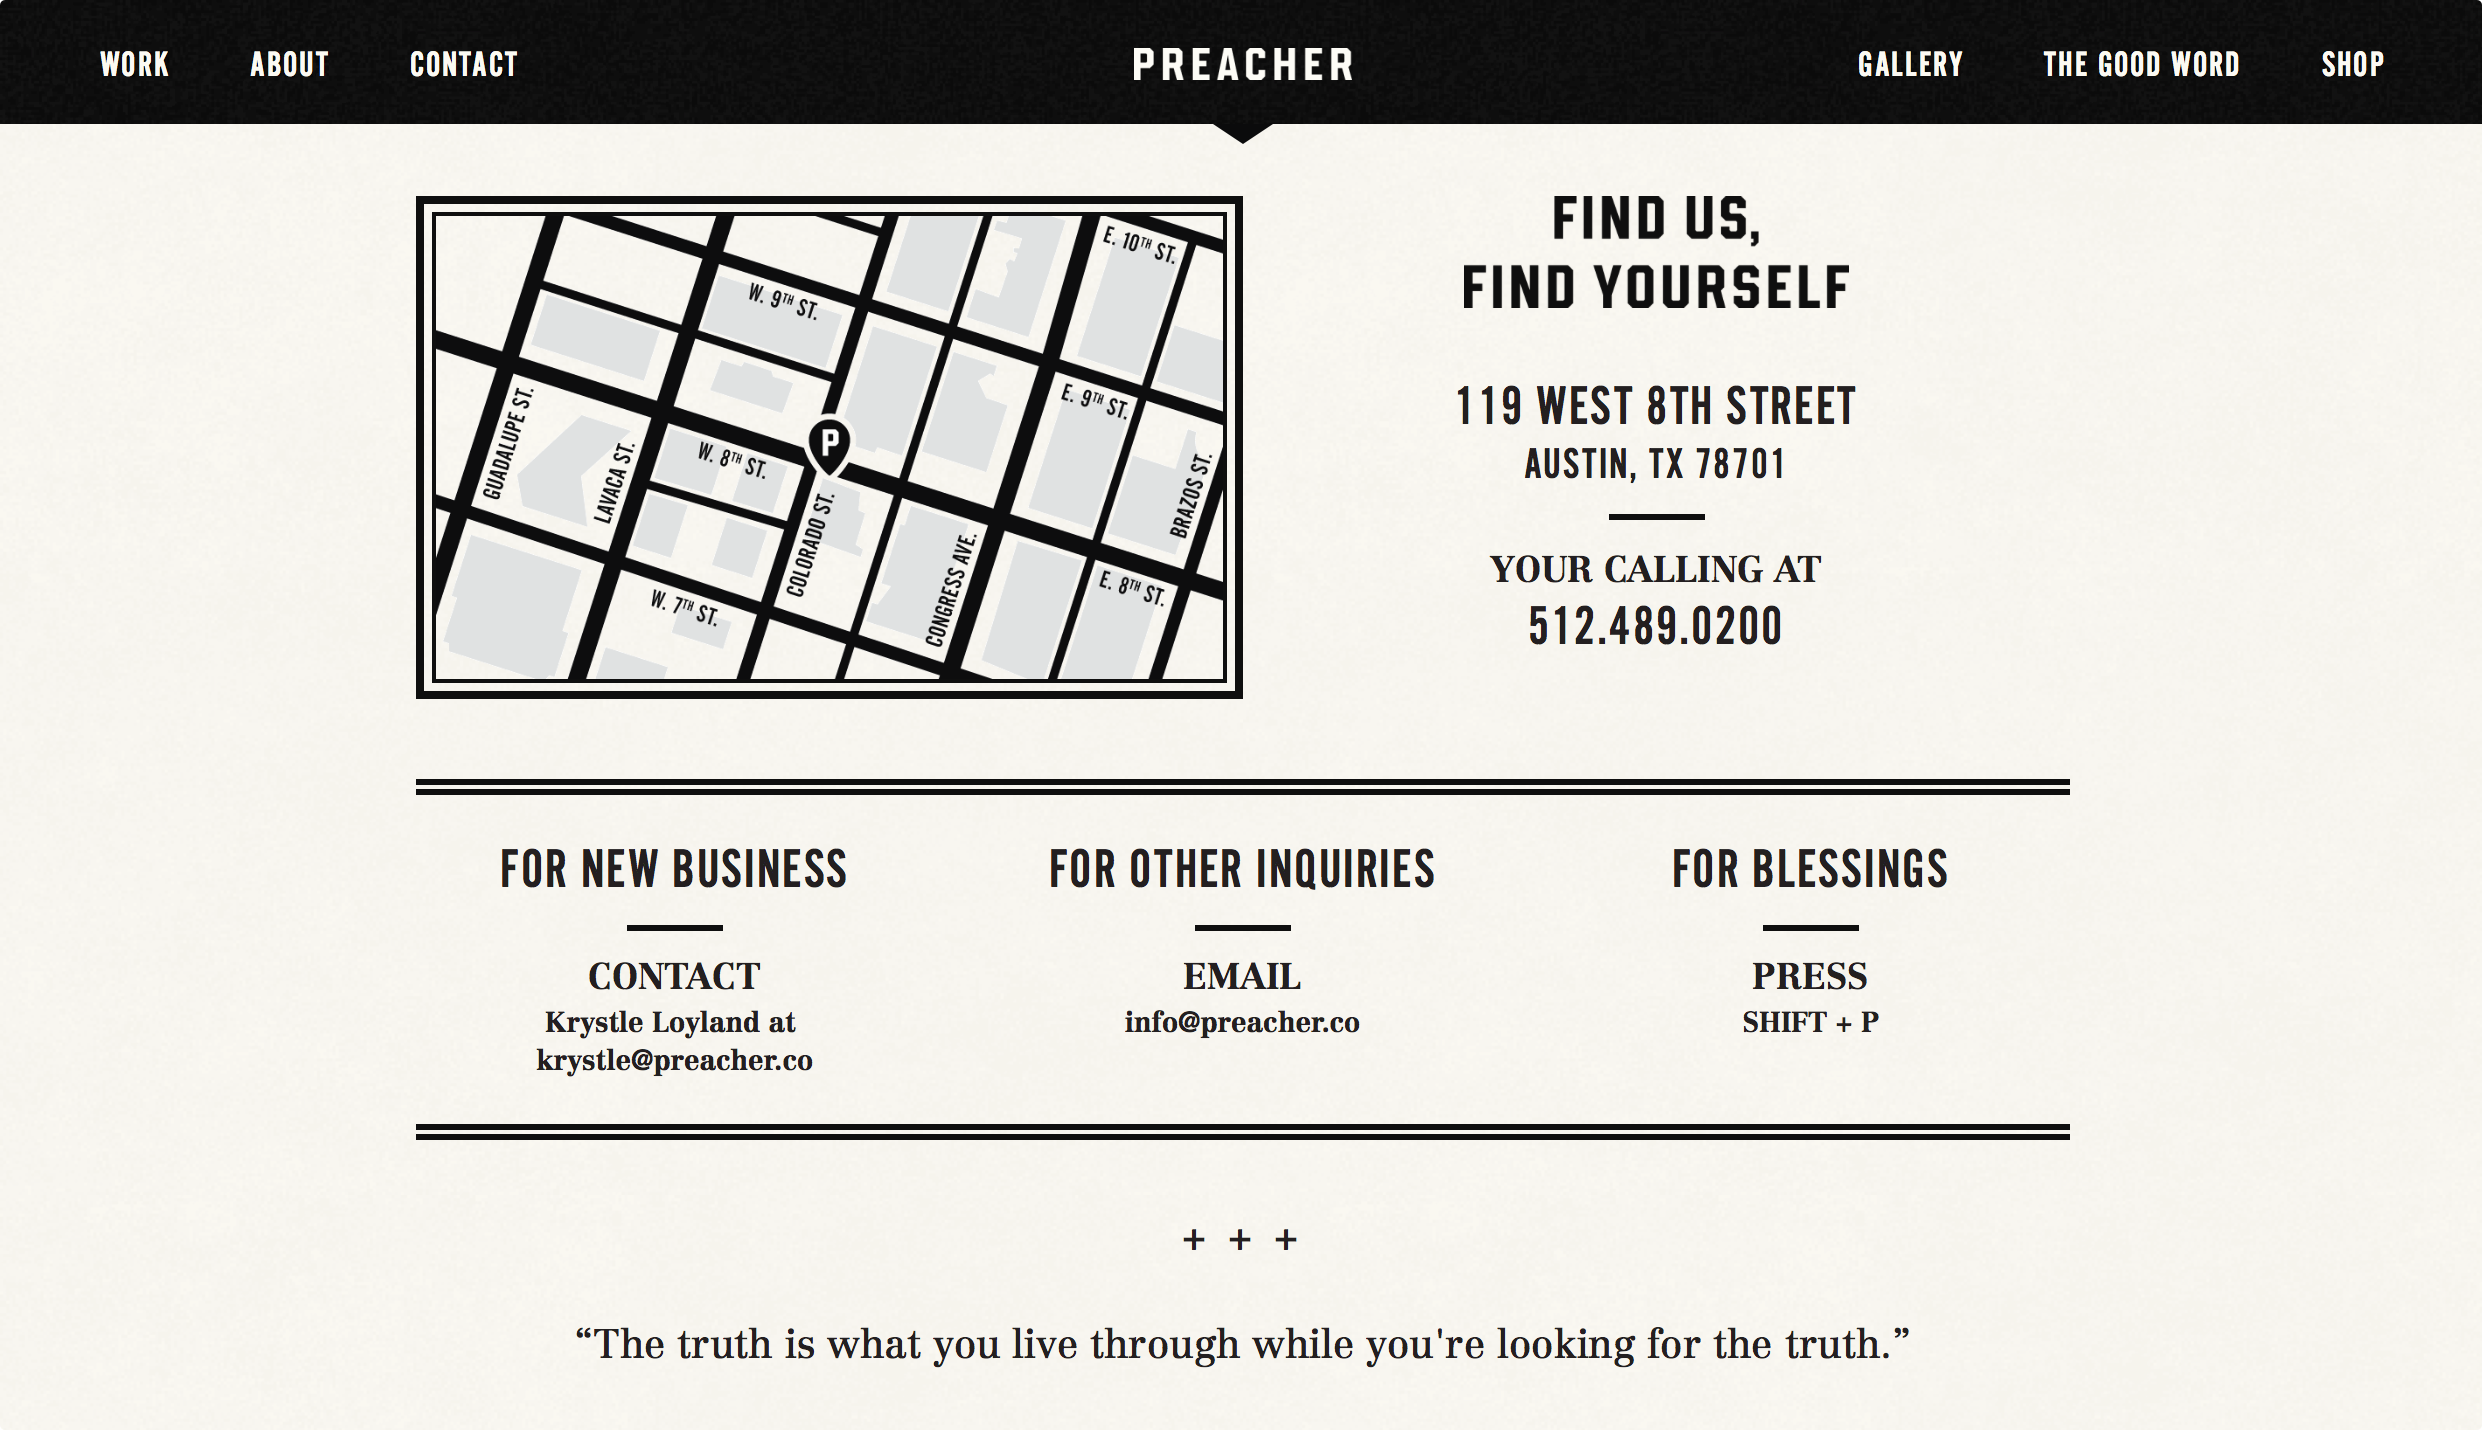 WORK
ABOUT
CONTACT
PREACHER
GALLERY
THE GOOD WORD
SHOP
E. 10TH ST.
W. 9TH ST.
E. 9TH ST.
GUADALUPE ST.
LAVACA ST.
P
W. 8TH ST.
COLORADO ST.
BRAZOS ST.
CONGRESS AVE.
E. 8TH ST.
W. 7TH ST.
FIND US,
FIND YOURSELF
119 WEST 8TH STREET
AUSTIN, TX 78701
YOUR CALLING AT
512.489.0200
FOR NEW BUSINESS
CONTACT
Krystle Loyland at
krystle@preacher.co
FOR OTHER INQUIRIES
EMAIL
info@preacher.co
FOR BLESSINGS
PRESS
SHIFT + P
+ + +
“The truth is what you live through while you're looking for the truth.”